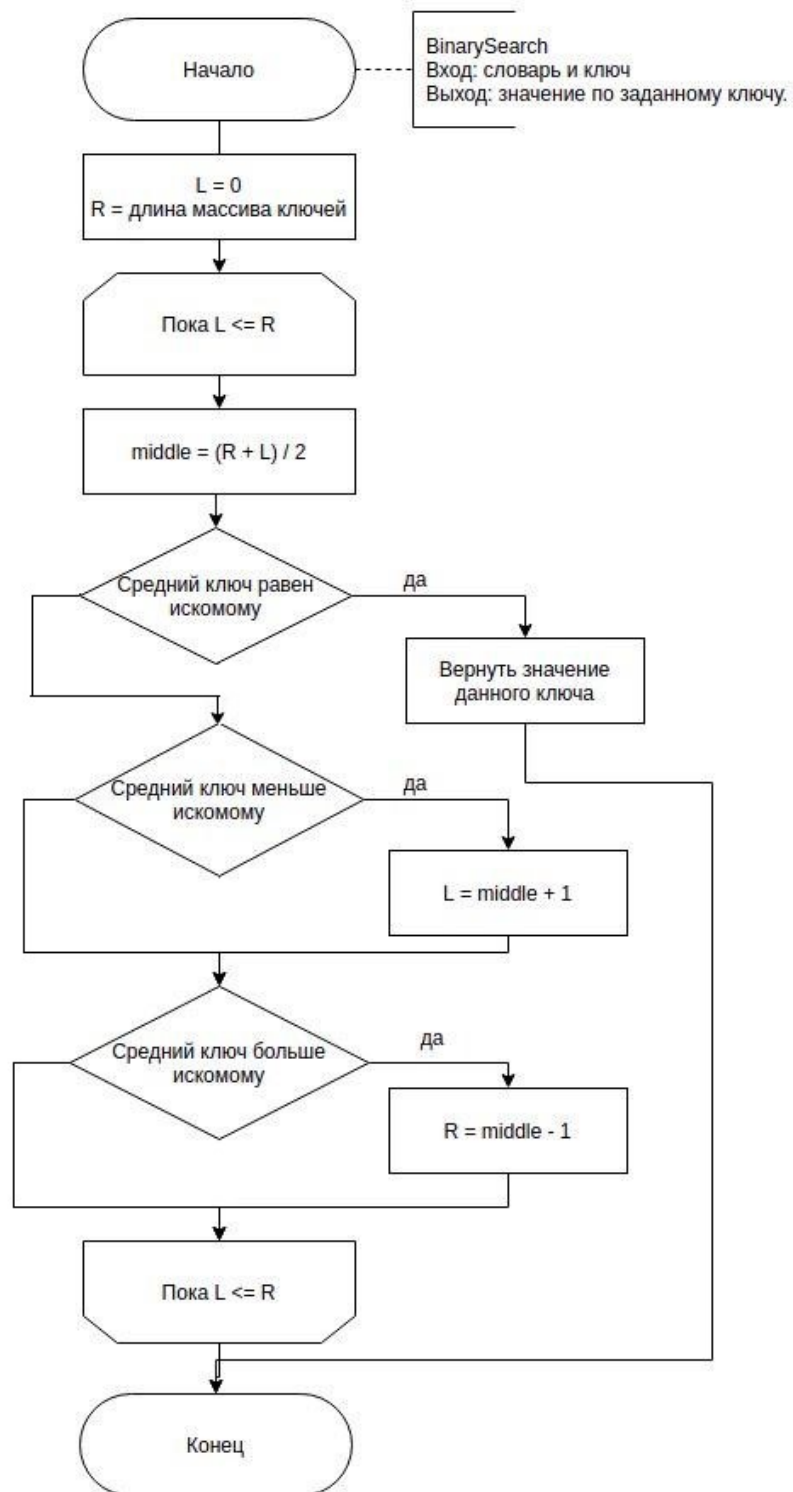 Начало
BinarySearch
Вход: словарь и ключ
Выход: значение по заданному ключу.
L = 0
R = длина массива ключей
Пока L <= R
middle = (R + L) / 2
Средний ключ равен
искомому
да
Вернуть значение
данного ключа
Средний ключ меньше
искомому
да
L = middle + 1
Средний ключ больше
искомому
да
R = middle - 1
Пока L <= R
Конец